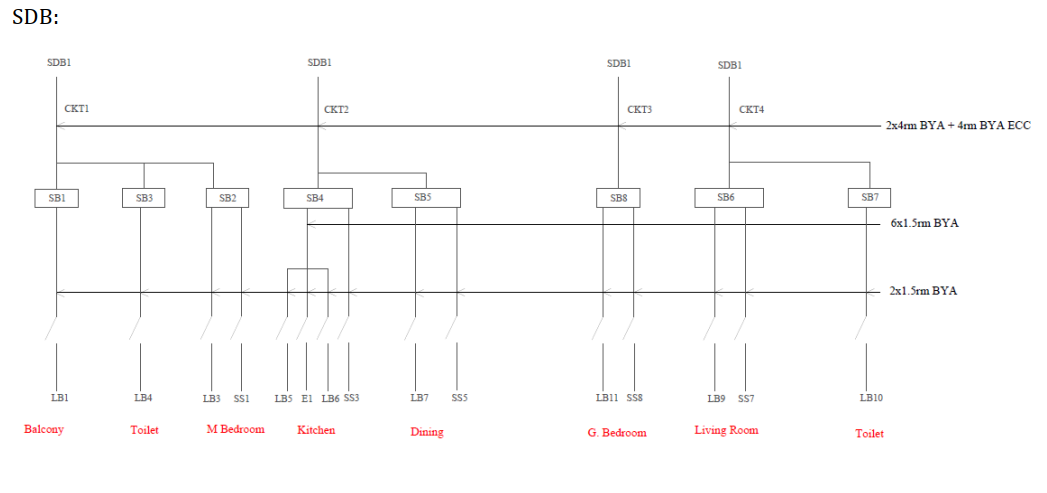 SDB:
SDB1 SDB1 SDB1 SDB1
CKT1 CKT2 CKT3 CKT4
2x4rm BYA + 4rm BYA ECC
SB1 SB3 SB2 SB4 SB5 SB8 SB6 SB7
6x1.5rm BYA
2x1.5rm BYA
LB1 LB4 LB3 SS1 LB5 E1 LB6 SS3 LB7 SS5 LB11 SS8 LB9 SS7 LB10
Balcony Toilet M.Bedroom Kitchen Dining G. Bedroom Living Room Toilet